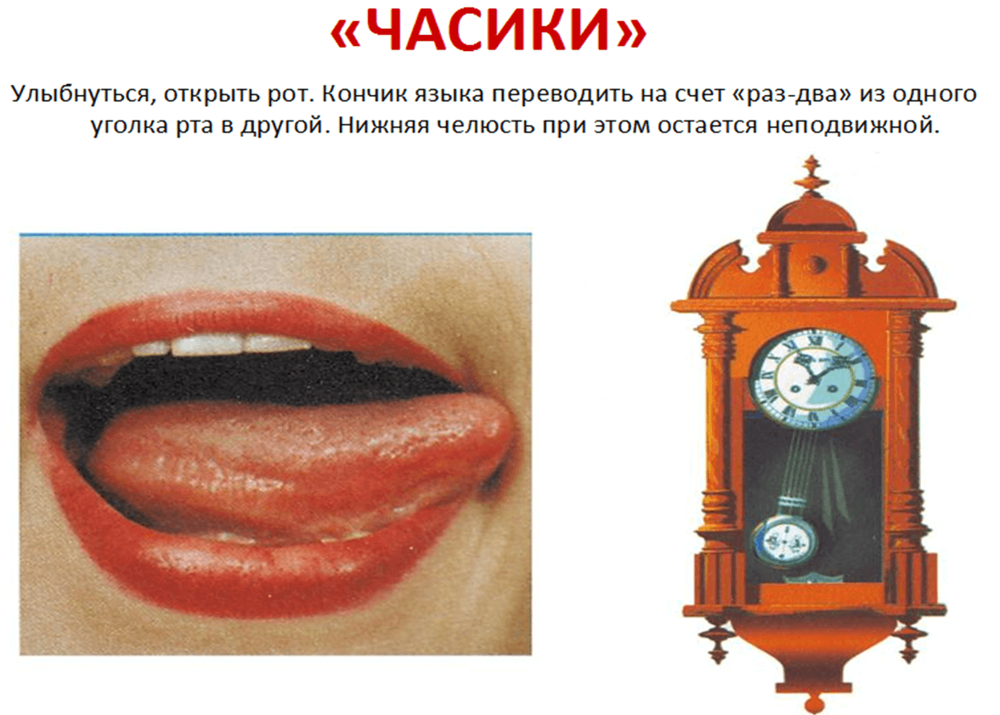 «ЧАСИКИ»
Улыбнуться, открыть рот. Кончик языка переводить на счет «раз-два» из одного
уголка рта в другой. Нижняя челюсть при этом остается неподвижной.